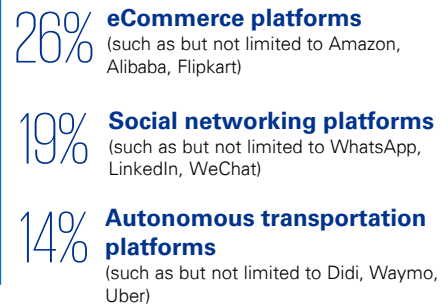 26% eCommerce platforms
(such as but not limited to Amazon,
Alibaba, Flipkart)
19% Social networking platforms
(such as but not limited to WhatsApp,
LinkedIn, WeChat)
14% Autonomous transportation
platforms
(such as but not limited to Didi, Waymo,
Uber)